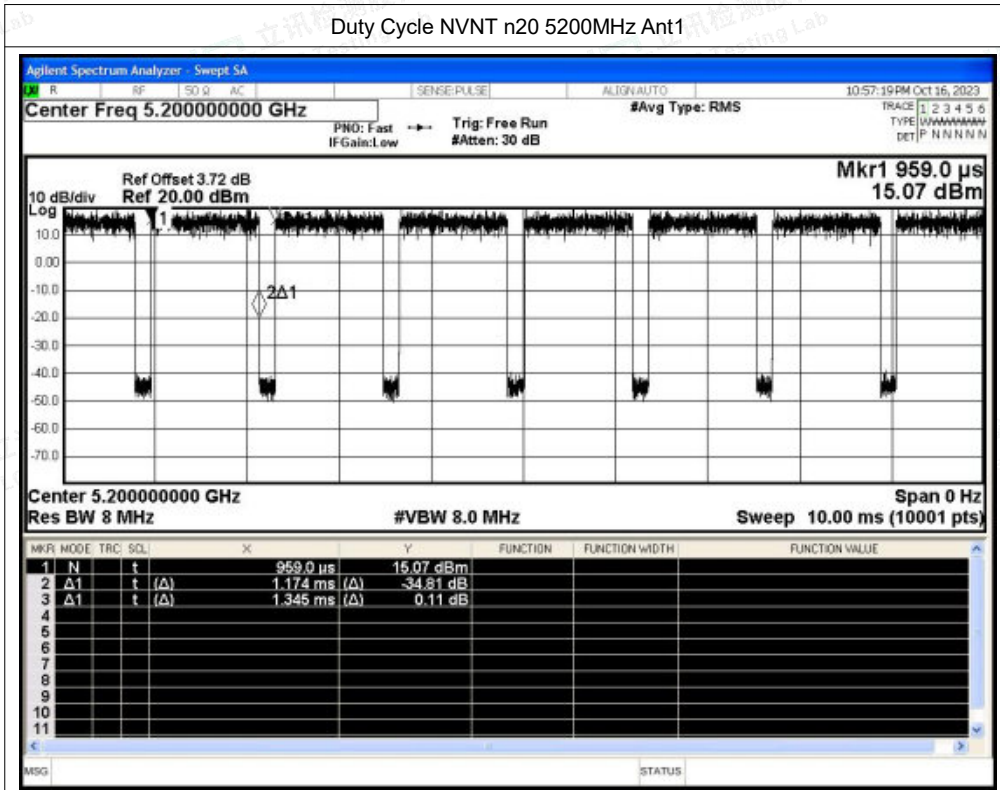 Duty Cycle NVNT n20 5200MHz Ant1
立讯检测
Testing Lab
Agilent Spectrum Analyzer - Swept SA
R RF 50 Ω AC SENSE:PULSE ALIGN AUTO 10:57:19 PM Oct 16, 2023
Center Freq 5.200000000 GHz #Avg Type: RMS TRACE 1 2 3 4 5 6
PNO: Fast Trig: Free Run TYPE
IFGain:Low #Atten: 30 dB DET P N N N N N
Mkr1 959.0 µs
Ref Offset 3.72 dB
10 dB/div Ref 20.00 dBm 15.07 dBm
Log
1
10.0
0.00
-10.0
2Δ1
-20.0
-30.0
-40.0
-50.0
-60.0
-70.0
Center 5.200000000 GHz Span 0 Hz
Res BW 8 MHz #VBW 8.0 MHz Sweep 10.00 ms (10001 pts)
MKR MODE TRC SCL X Y FUNCTION FUNCTION WIDTH FUNCTION VALUE
1 N t 959.0 µs 15.07 dBm
2 Δ1 t (Δ) 1.174 ms (Δ) -34.81 dB
3 Δ1 t (Δ) 1.345 ms (Δ) 0.11 dB
4
5
6
7
8
9
10
11
MSG STATUS